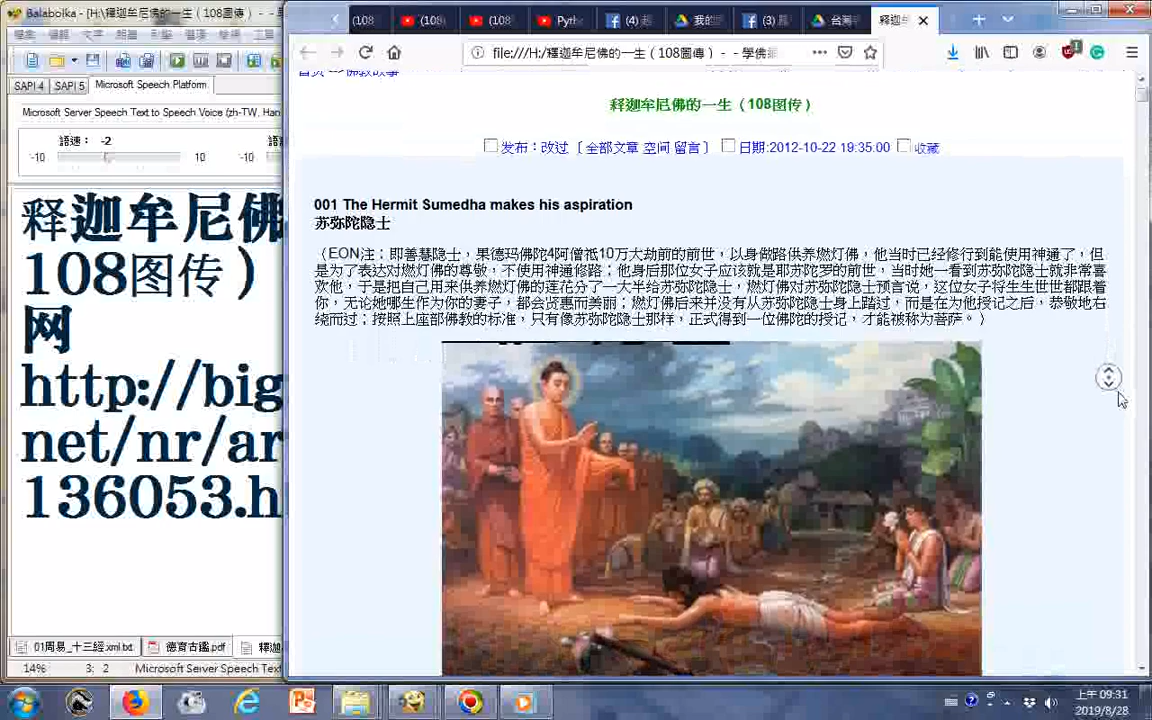 Balabolka - [H:\釋迦牟尼佛的一生（108圖傳）-
SAPI 4 SAPI 5 Microsoft Speech Platform
Microsoft Server Speech Text to Speech Voice (zh-TW, Han
語速： -2
-10 10 -10
释迦牟尼佛
108图传）
网
http://big
net/nr/ar
136053.h
01周易_十三經.xml.txt 德育古鑑.pdf 釋迦
14% 3: 2 Microsoft Server Speech Text
(108 (108 (108 Pyth (4) 我的 (3) 台灣 釋迦牟
file:///H:/釋迦牟尼佛的一生（108圖傳）- - 學佛
首页 佛教故事
释迦牟尼佛的一生（108图传）
发布：改过 〔全部文章 空间 留言〕 日期:2012-10-22 19:35:00 收藏
001 The Hermit Sumedha makes his aspiration
苏弥陀隐士
（EON注：即善慧隐士，果德玛佛陀4阿僧祗10万大劫前的前世，以身做路供养燃灯佛，他当时已经修行到能使用神通了，但
是为了表达对燃灯佛的尊敬，不使用神通修路；他身后那位女子应该就是耶苏陀罗的前世，当时她一看到苏弥陀隐士就非常喜
欢他，于是把自己用来供养燃灯佛的莲花分了一大半给苏弥陀隐士，燃灯佛对苏弥陀隐士预言说，这位女子将生生世世都跟着
你，无论她哪生作为你的妻子，都会贤惠而美丽；燃灯佛后来并没有从苏弥陀隐士身上踏过，而是在为他授记之后，恭敬地右
绕而过；按照上座部佛教的标准，只有像苏弥陀隐士那样，正式得到一位佛陀的授记，才能被称为菩萨。）
上午 09:31
2019/8/28